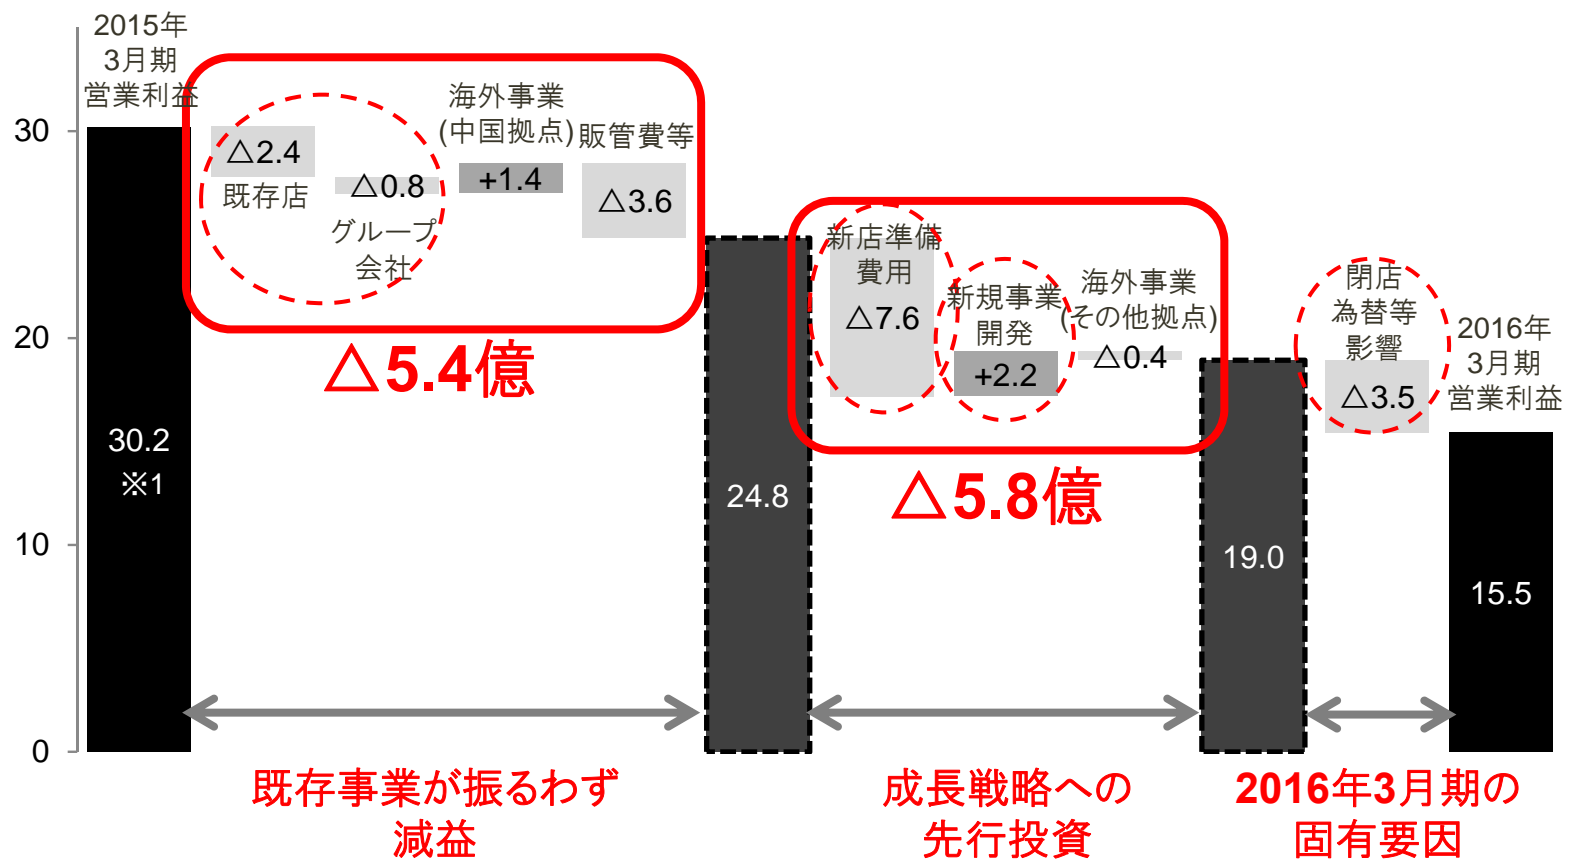 2015年
3月期
営業利益
30
20
10
0
30.2
※1
△2.4
既存店
△0.8
グループ
会社
海外事業
(中国拠点)
+1.4
販管費等
△3.6
△5.4億
24.8
新店準備
費用
△7.6
新規事業
開発
+2.2
海外事業
(その他拠点)
△0.4
△5.8億
19.0
閉店
為替等
影響
△3.5
2016年
3月期
営業利益
15.5
既存事業が振るわず
減益
成長戦略への
先行投資
2016年3月期の
固有要因